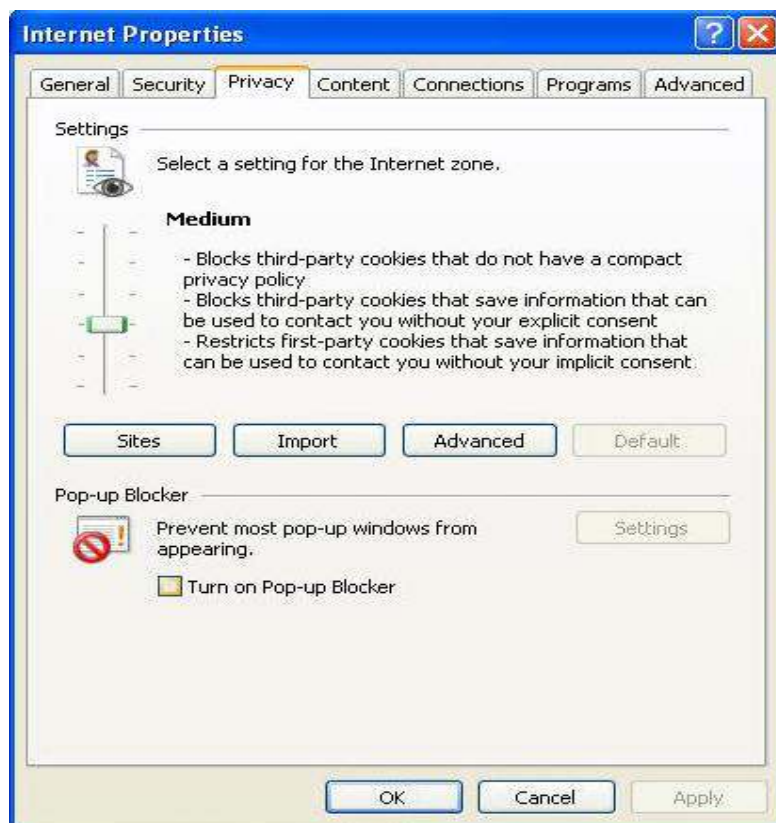 Internet Properties
General Security Privacy Content Connections Programs Advanced
Settings
Select a setting for the Internet zone.
Medium
- Blocks third-party cookies that do not have a compact
privacy policy
- Blocks third-party cookies that save information that can
be used to contact you without your explicit consent
- Restricts first-party cookies that save information that
can be used to contact you without your implicit consent
Sites Import Advanced Default
Pop-up Blocker
Prevent most pop-up windows from
appearing.
Settings
Turn on Pop-up Blocker
OK Cancel Apply